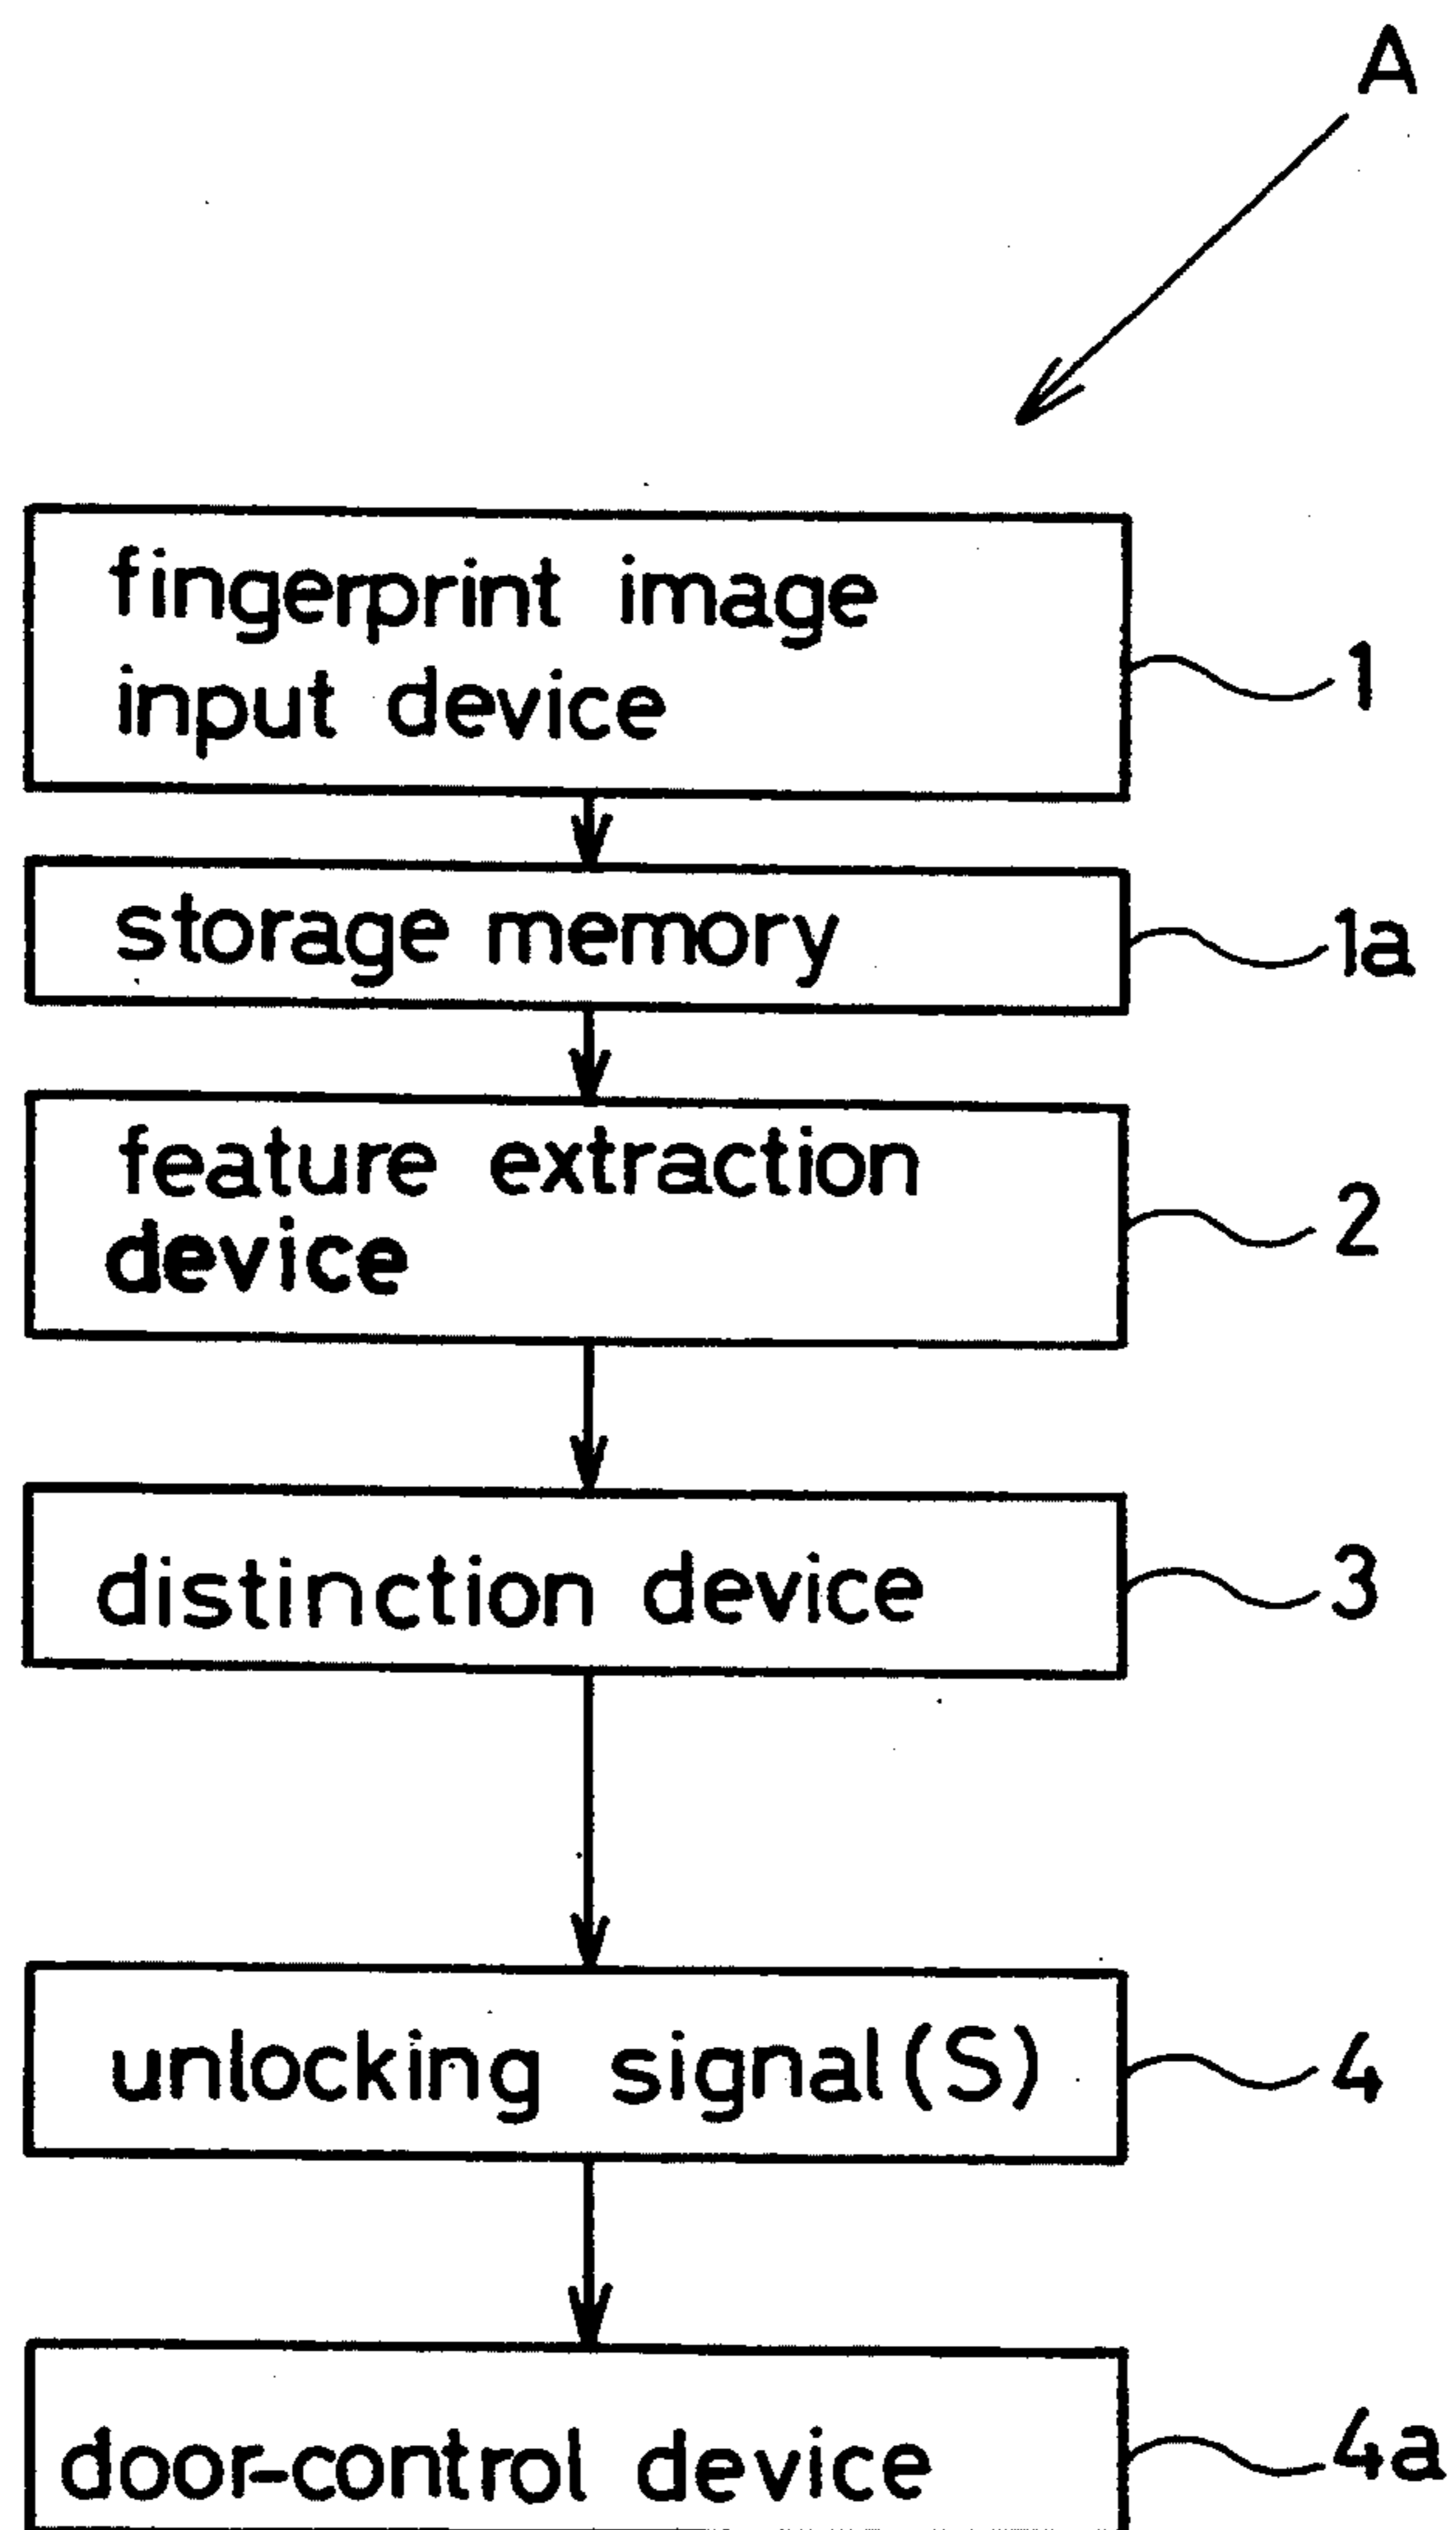 A
fingerprint image
input device
1
storage memory
1a
feature extraction
device
2
distinction device
3
unlocking signal(S)
4
door-control device
4a